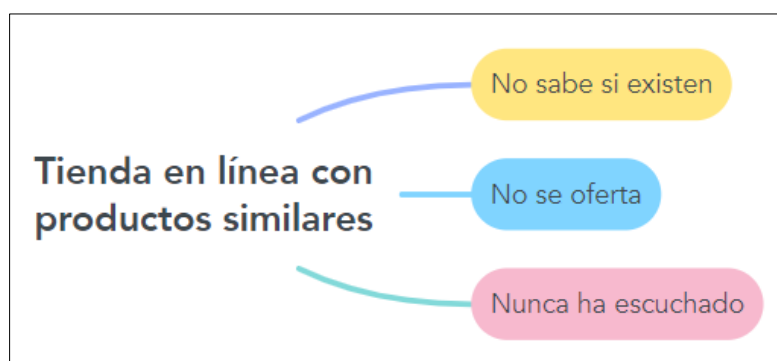 Tienda en línea con
productos similares
No sabe si existen
No se oferta
Nunca ha escuchado